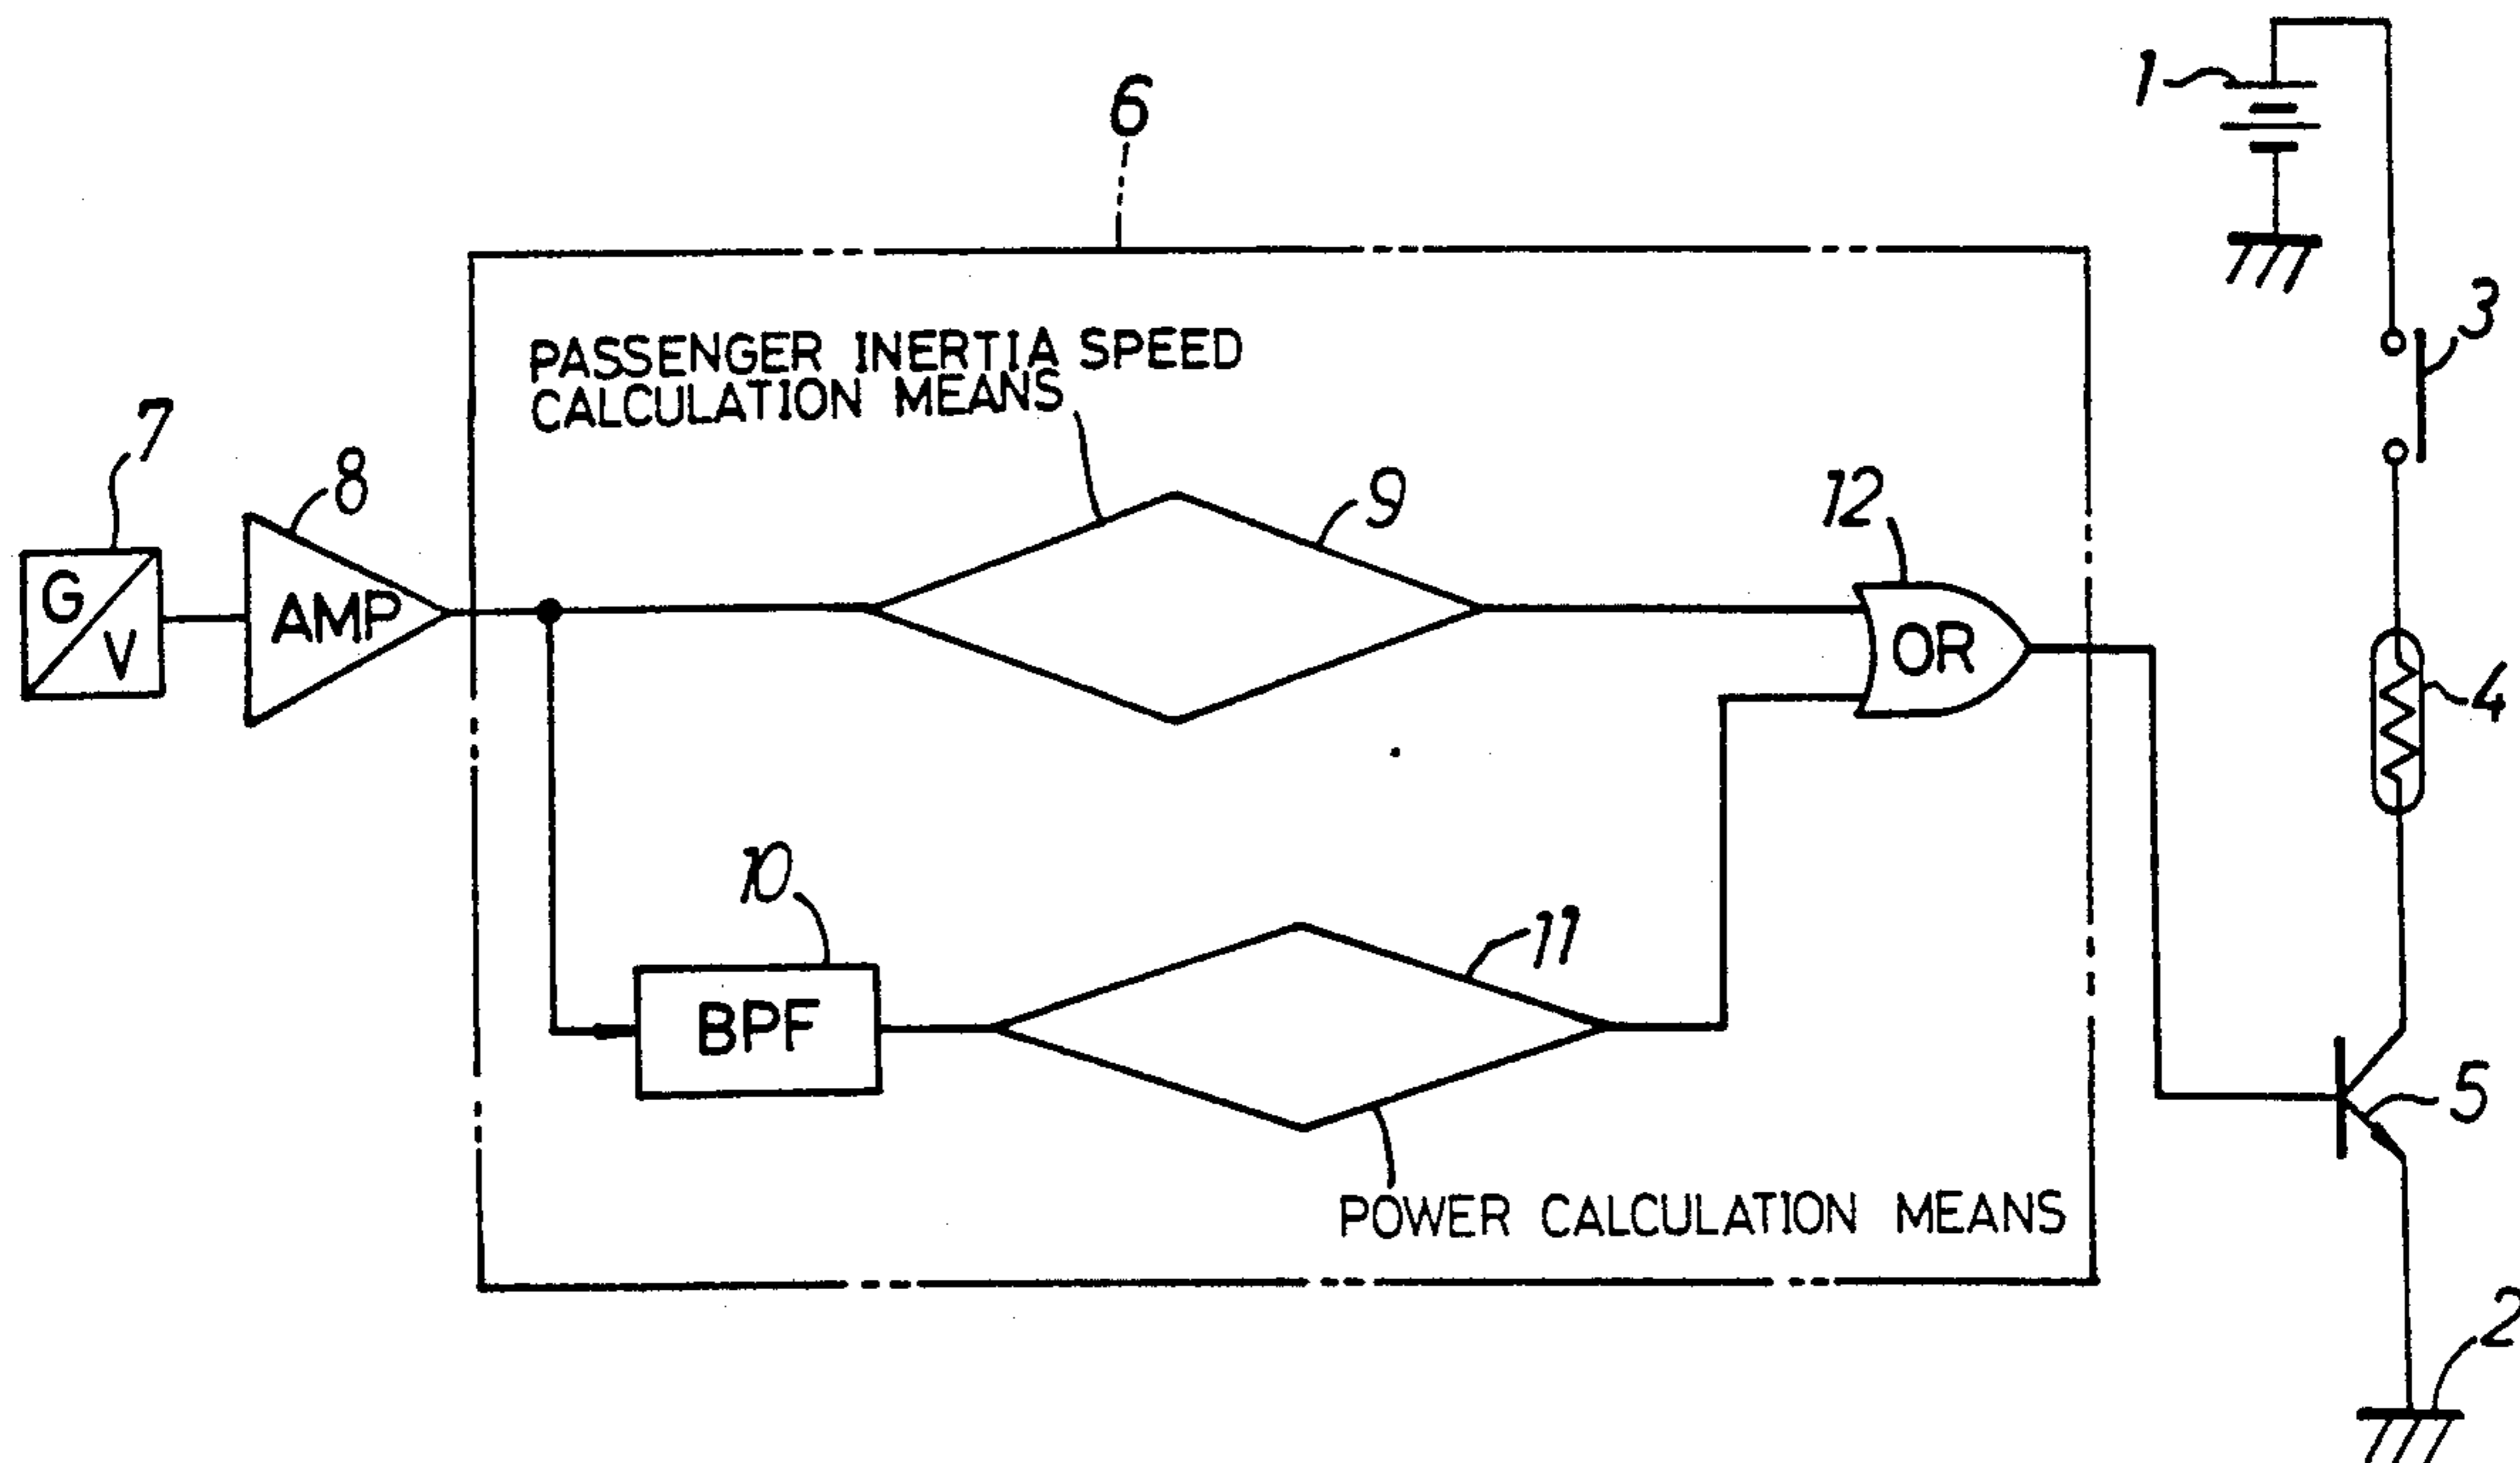 1
6
3
PASSENGER INERTIA SPEED
CALCULATION MEANS
7
8
9
12
G
V
AMP
OR
4
10
11
BPF
5
POWER CALCULATION MEANS
2